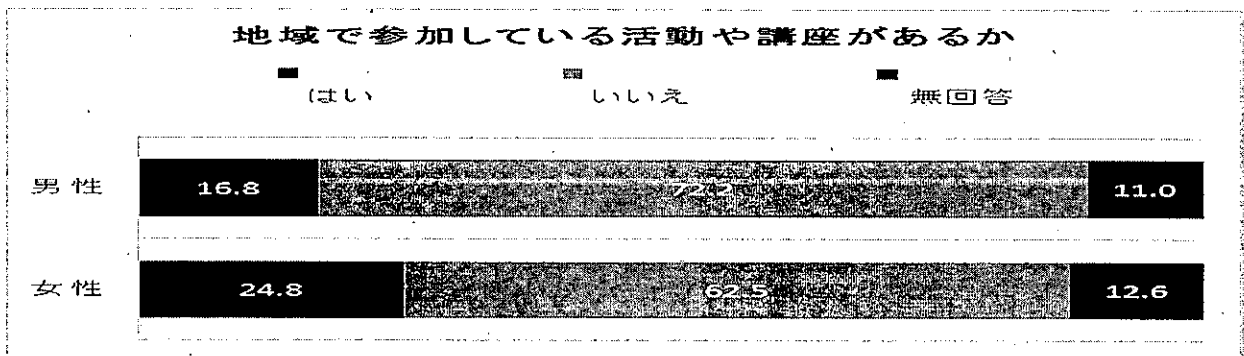 地域で参加している活動や講座があるか
はい いいえ 無回答
男性 16.8 72.2 11.0
女性 24.8 62.5 12.6